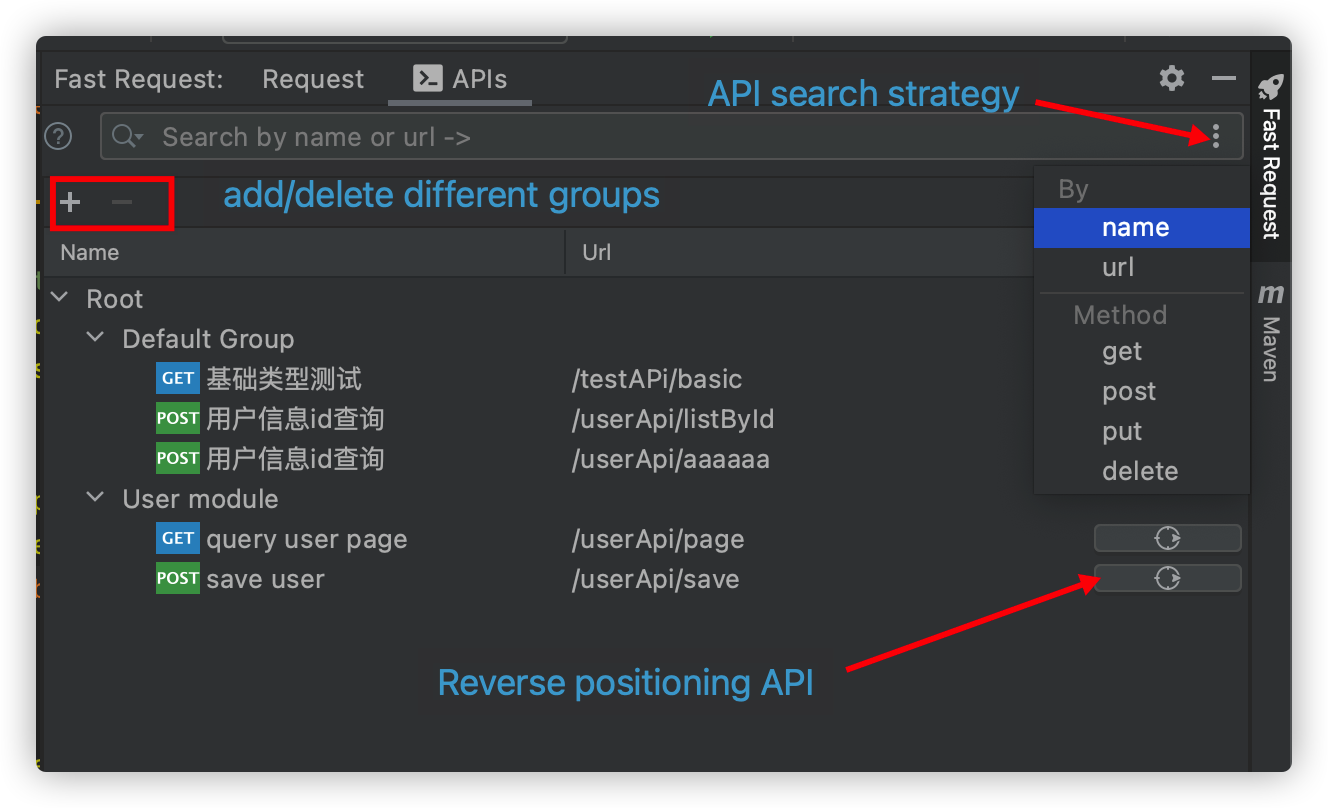 Fast Request: Request APIs
API search strategy
Search by name or url ->
add/delete different groups
Name Url
Root
Default Group
GET 基础类型测试 /testAPi/basic
POST 用户信息id查询 /userApi/listById
POST 用户信息id查询 /userApi/aaaaaa
User module
GET query user page /userApi/page
POST save user /userApi/save
Reverse positioning API
By
name
url
Method
get
post
put
delete
Fast Request
m Maven